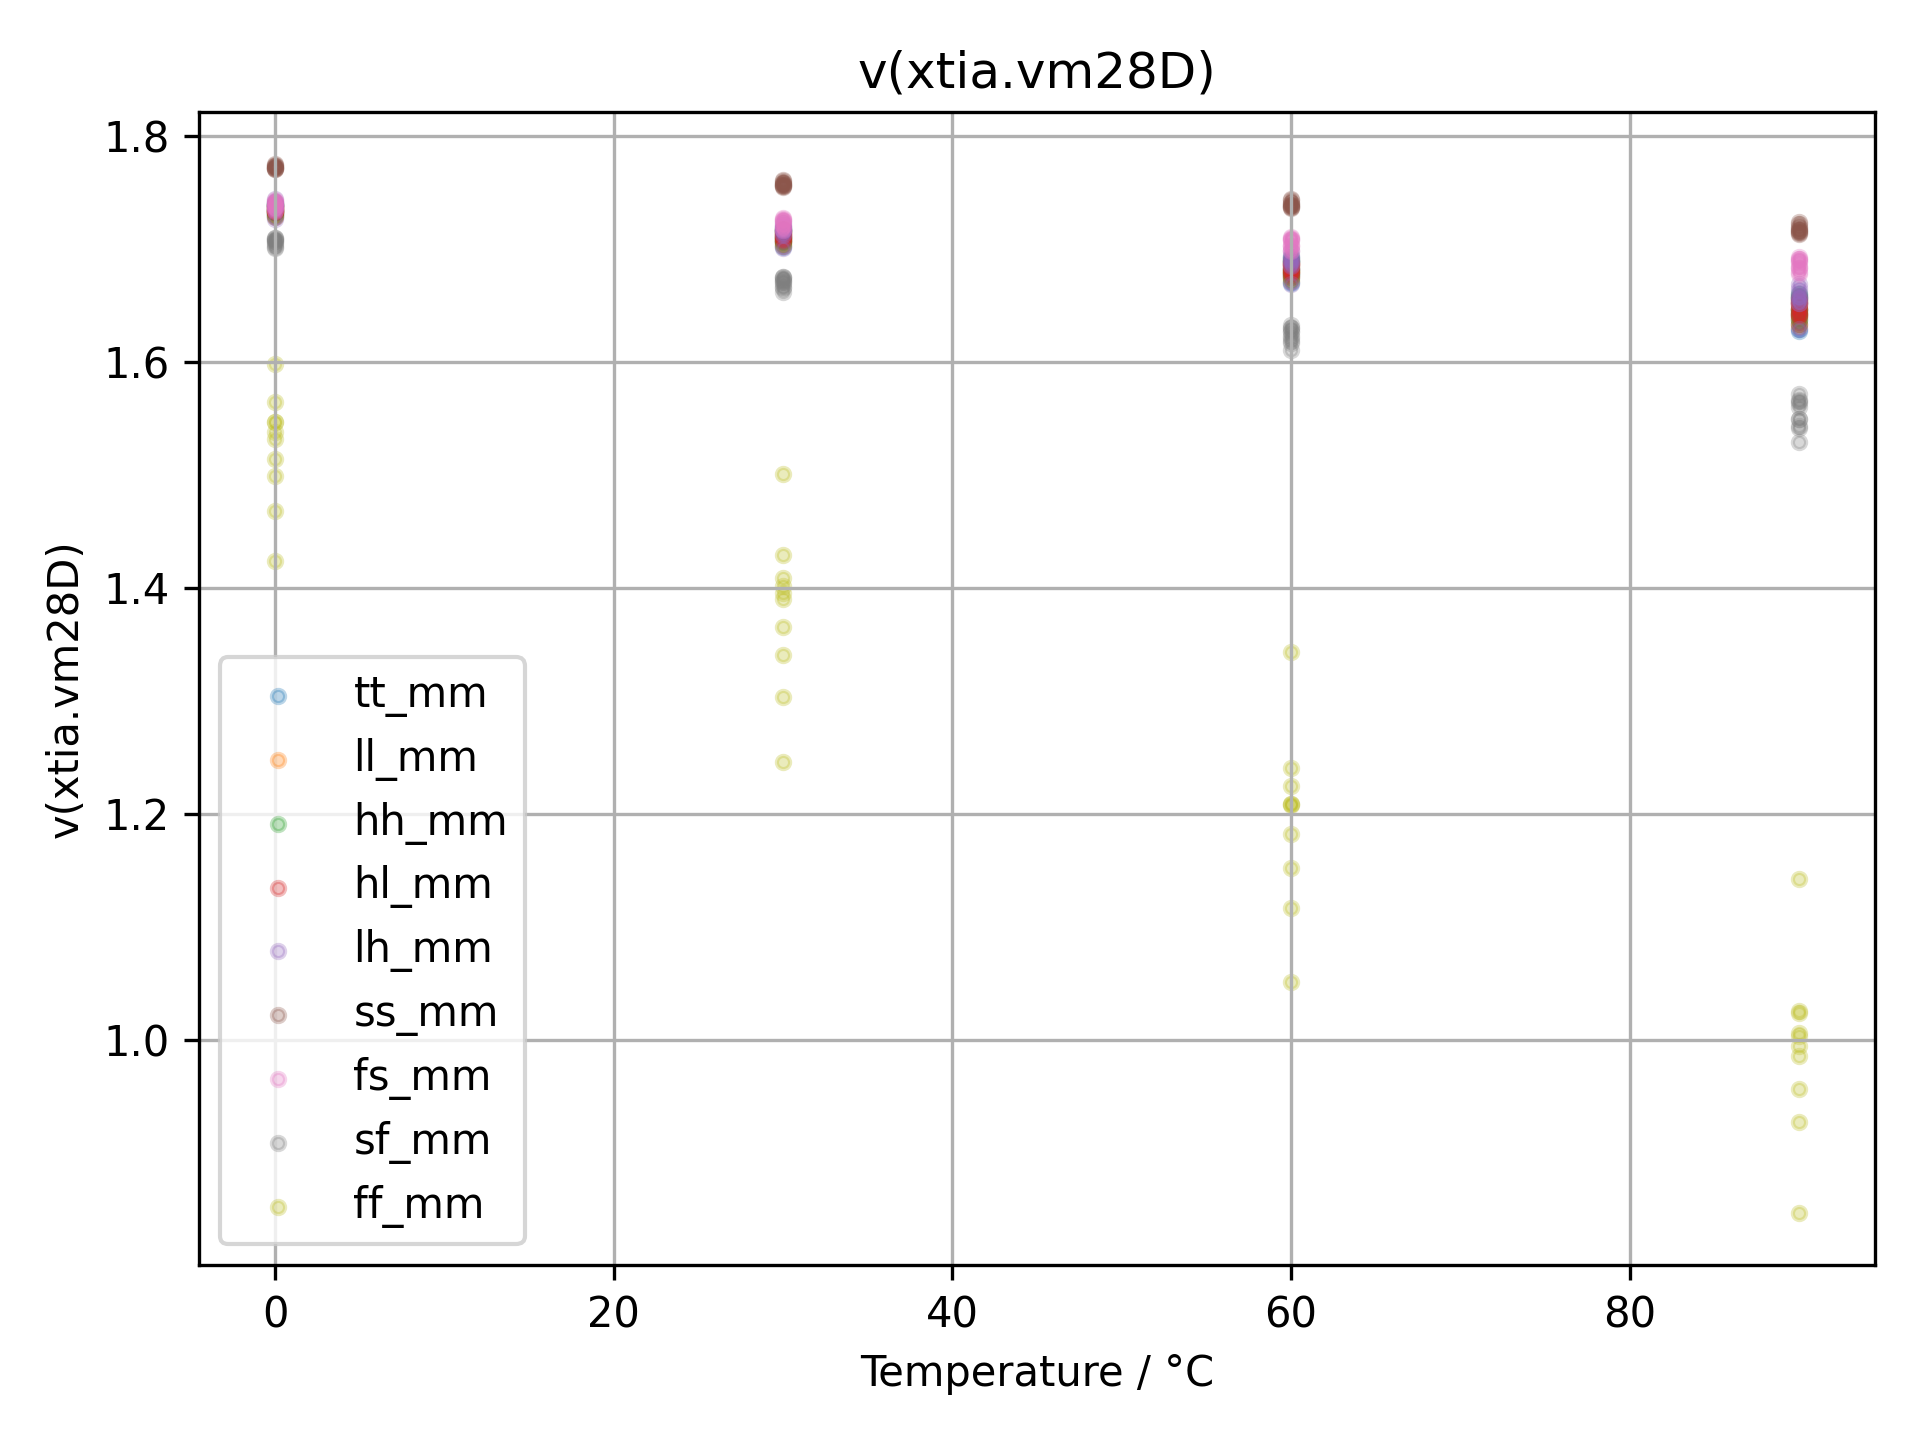 v(xtia.vm28D)
1.8
1.6
1.4
1.2
1.0
v(xtia.vm28D)
tt_mm
ll_mm
hh_mm
hl_mm
lh_mm
ss_mm
fs_mm
sf_mm
ff_mm
0 20 40 60 80
Temperature / °C